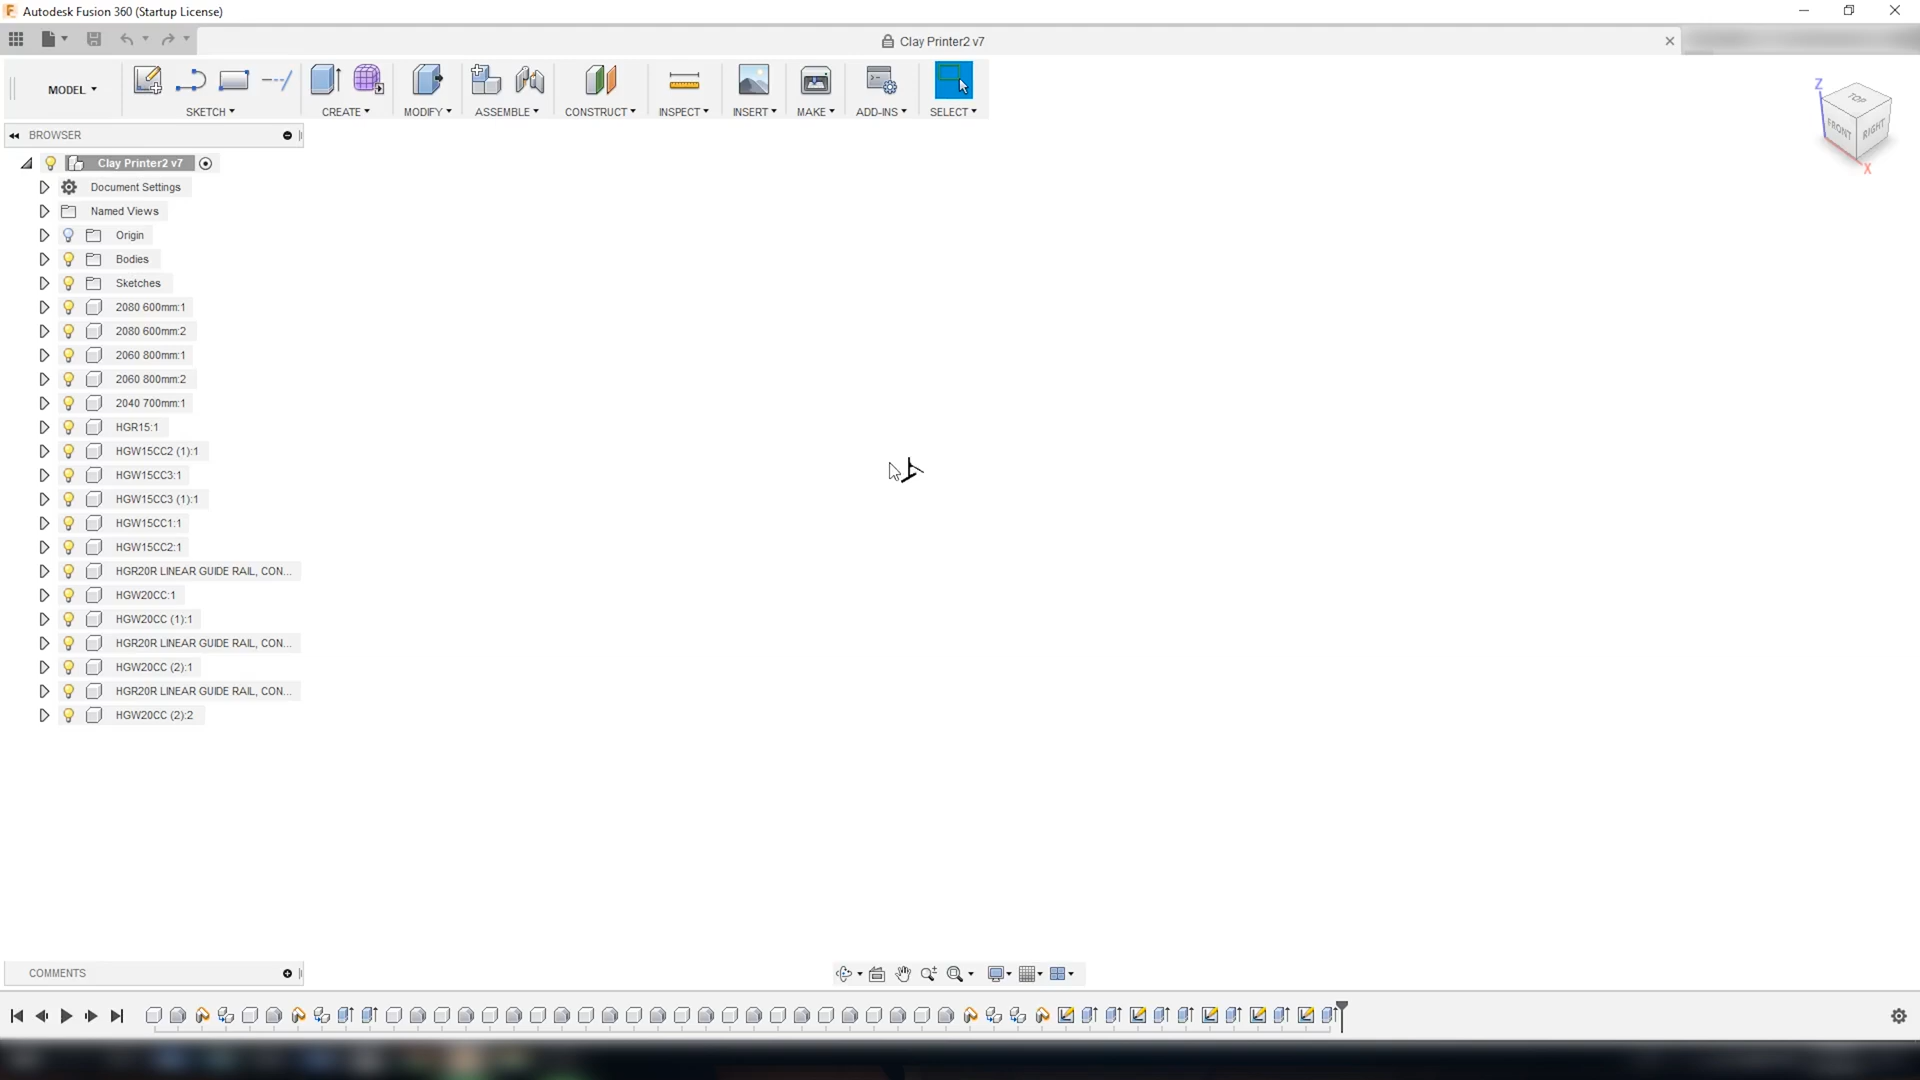 Autodesk Fusion 360 (Startup License)
Clay Printer2 v7
MODEL
SKETCH
CREATE
MODIFY
ASSEMBLE
CONSTRUCT
INSPECT
INSERT
MAKE
ADD-INS
SELECT
Z
TOP
FRONT
RIGHT
X
BROWSER
Clay Printer2 v7
Document Settings
Named Views
Origin
Bodies
Sketches
2080 600mm:1
2080 600mm:2
2060 800mm:1
2060 800mm:2
2040 700mm:1
HGR15:1
HGW15CC2 (1):1
HGW15CC3:1
HGW15CC3 (1):1
HGW15CC1:1
HGW15CC2:1
HGR20R LINEAR GUIDE RAIL, CON...
HGW20CC:1
HGW20CC (1):1
HGR20R LINEAR GUIDE RAIL, CON...
HGW20CC (2):1
HGR20R LINEAR GUIDE RAIL, CON...
HGW20CC (2):2
COMMENTS